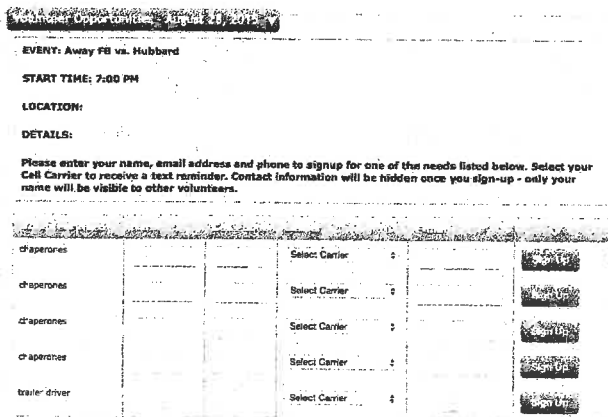 Volunteer Opportunities August 28, 2015
EVENT: Away FB vs. Hubbard
START TIME: 7:00 PM
LOCATION:
DETAILS:
Please enter your name, email address and phone to signup for one of the needs listed below. Select your
Cell Carrier to receive a text reminder. Contact information will be hidden once you sign-up - only your
name will be visible to other volunteers.
chaperones Select Carrier Sign Up
chaperones Select Carrier Sign Up
chaperones Select Carrier Sign Up
chaperones Select Carrier Sign Up
trailer driver Select Carrier Sign Up